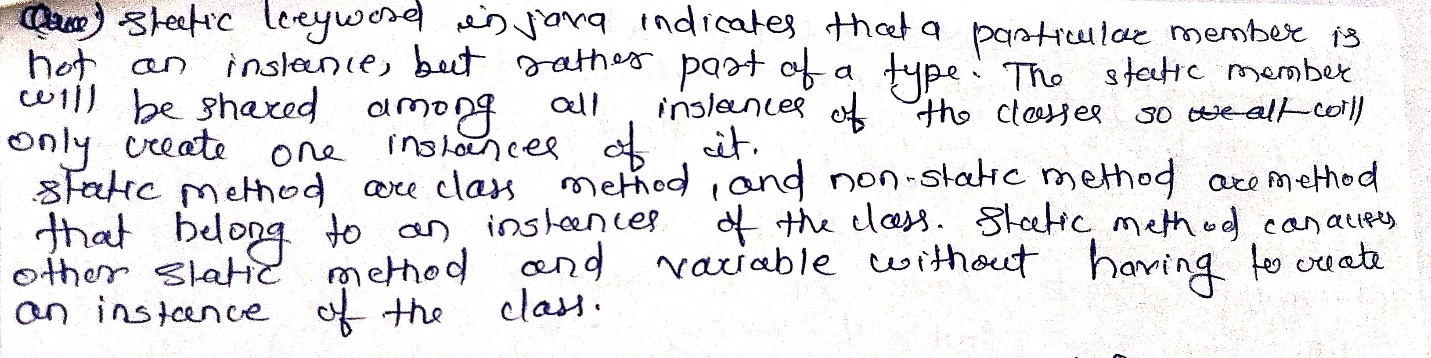 Static keyword in java indicates that a particular member is
not an instance, but rather part of a type. The static member
will be shared among all instances of the classes so we all will
only create one instances of it.
static method are class method, and non-static method are method
that belong to an instances of the class. Static method can access
other static method and variable without having to create
an instance of the class.